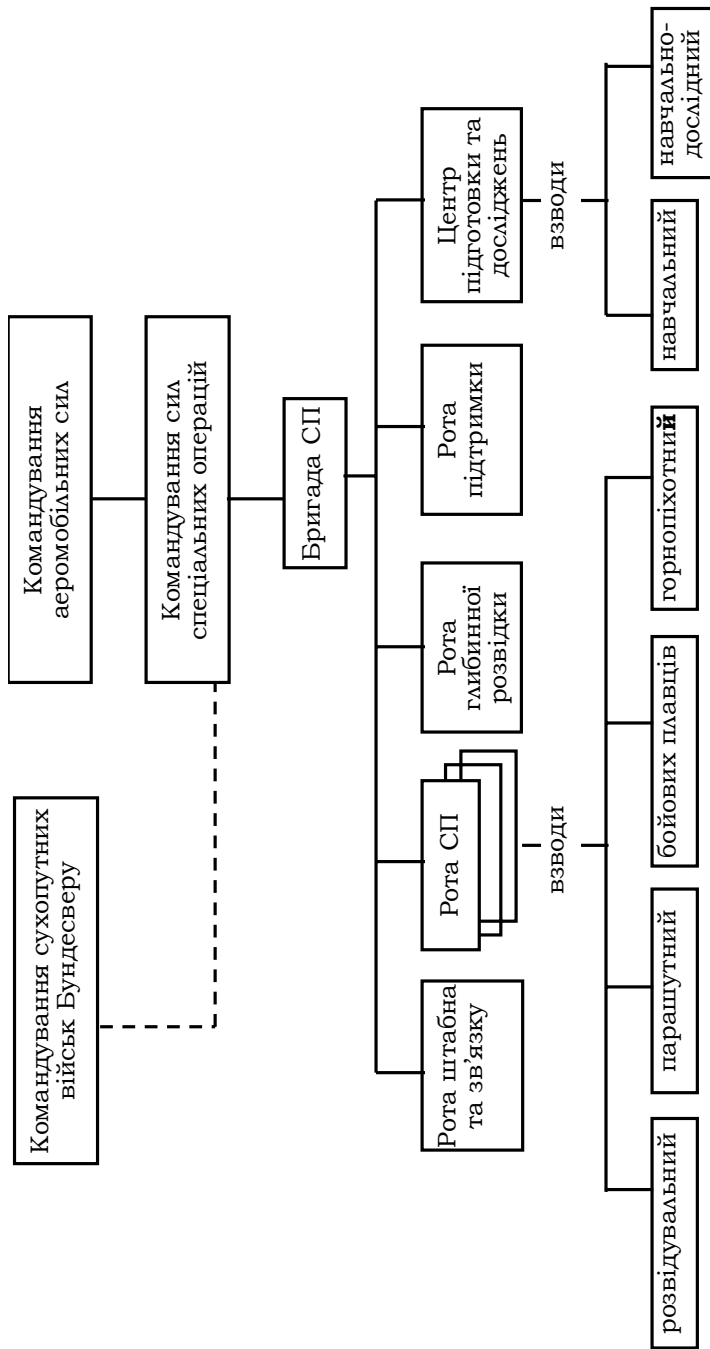 Командування сухопутних
військ Бундесверу
Командування
аеромобільних сил
Командування сил
спеціальних операцій
Бригада СП
Рота штабна
та зв'язку
Рота СП
Рота
глибинної
розвідки
Рота
підтримки
Центр
підготовки та
досліджень
взводи
взводи
розвідувальний
парашутний
бойових плавців
горнопіхотний
навчальний
навчально-
дослідний